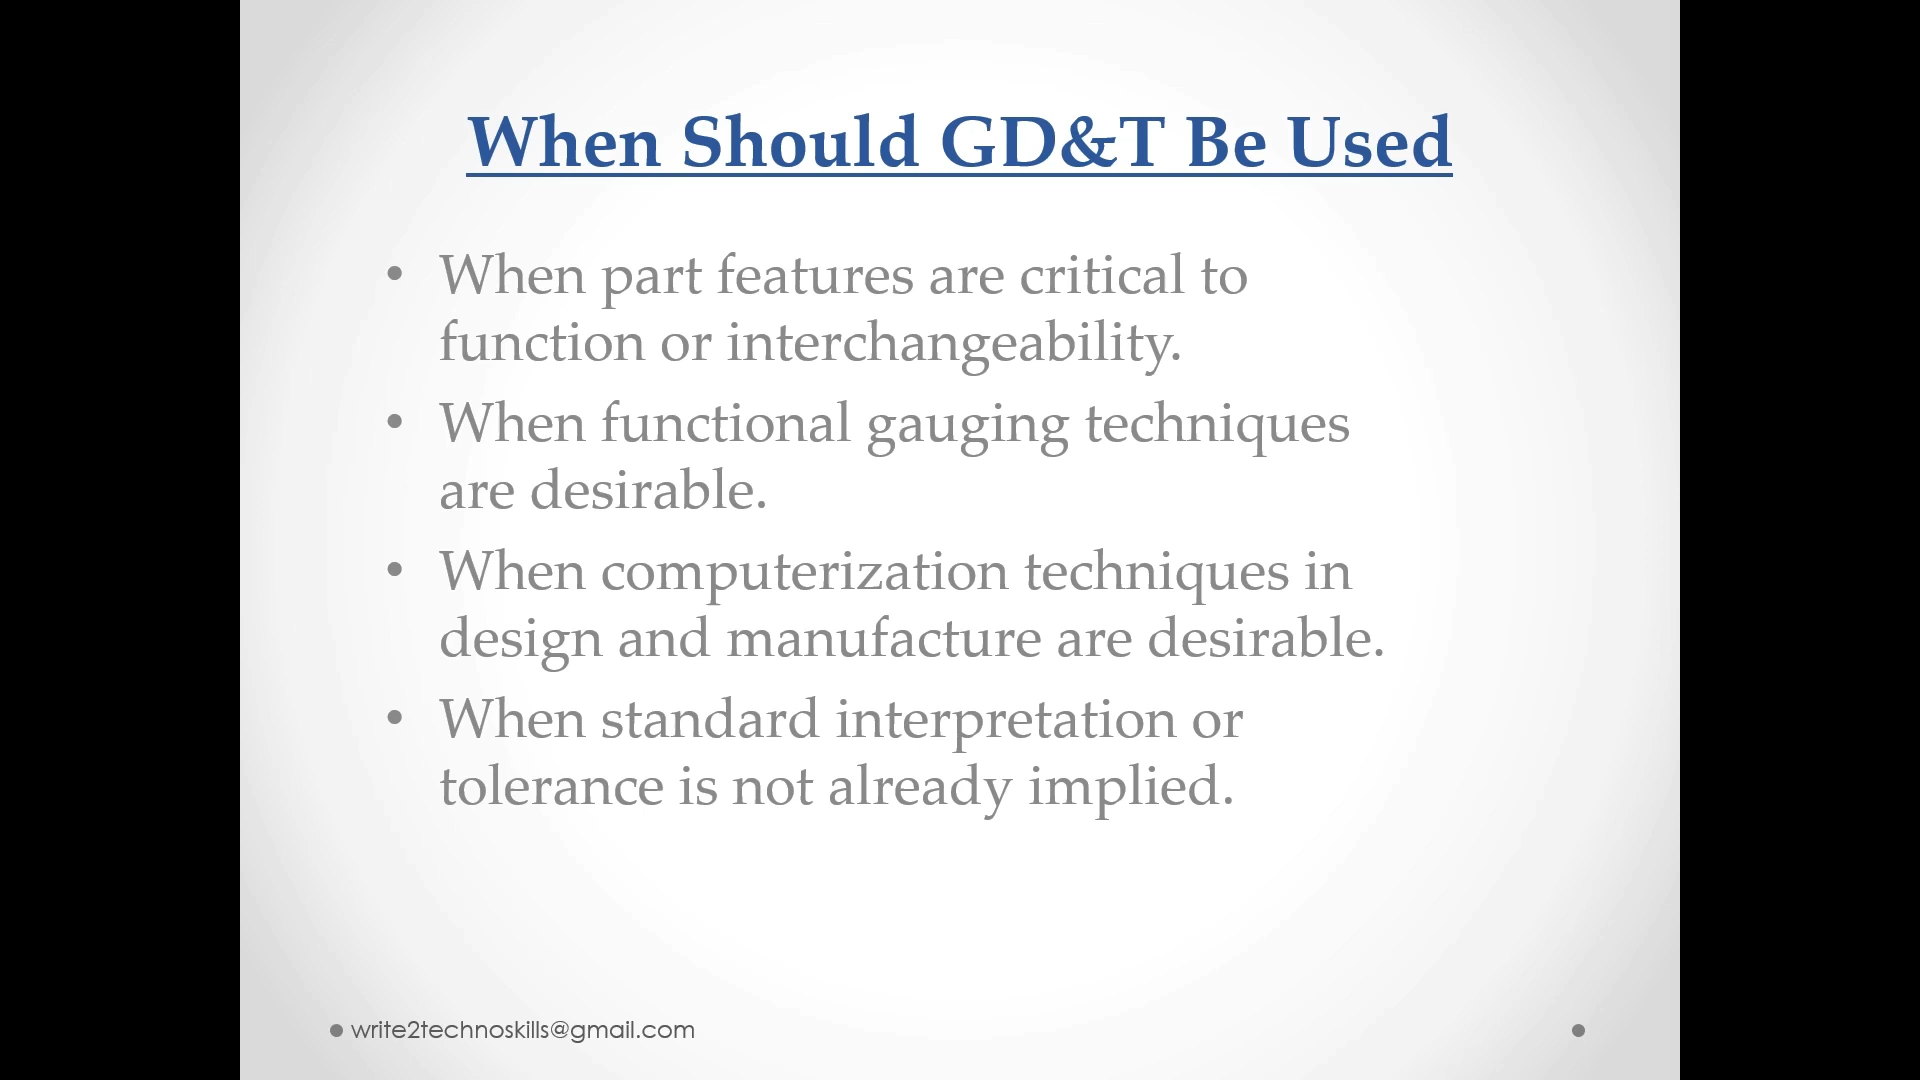 When Should GD&T Be Used
• When part features are critical to
function or interchangeability.
• When functional gauging techniques
are desirable.
• When computerization techniques in
design and manufacture are desirable.
• When standard interpretation or
tolerance is not already implied.
write2technoskills@gmail.com